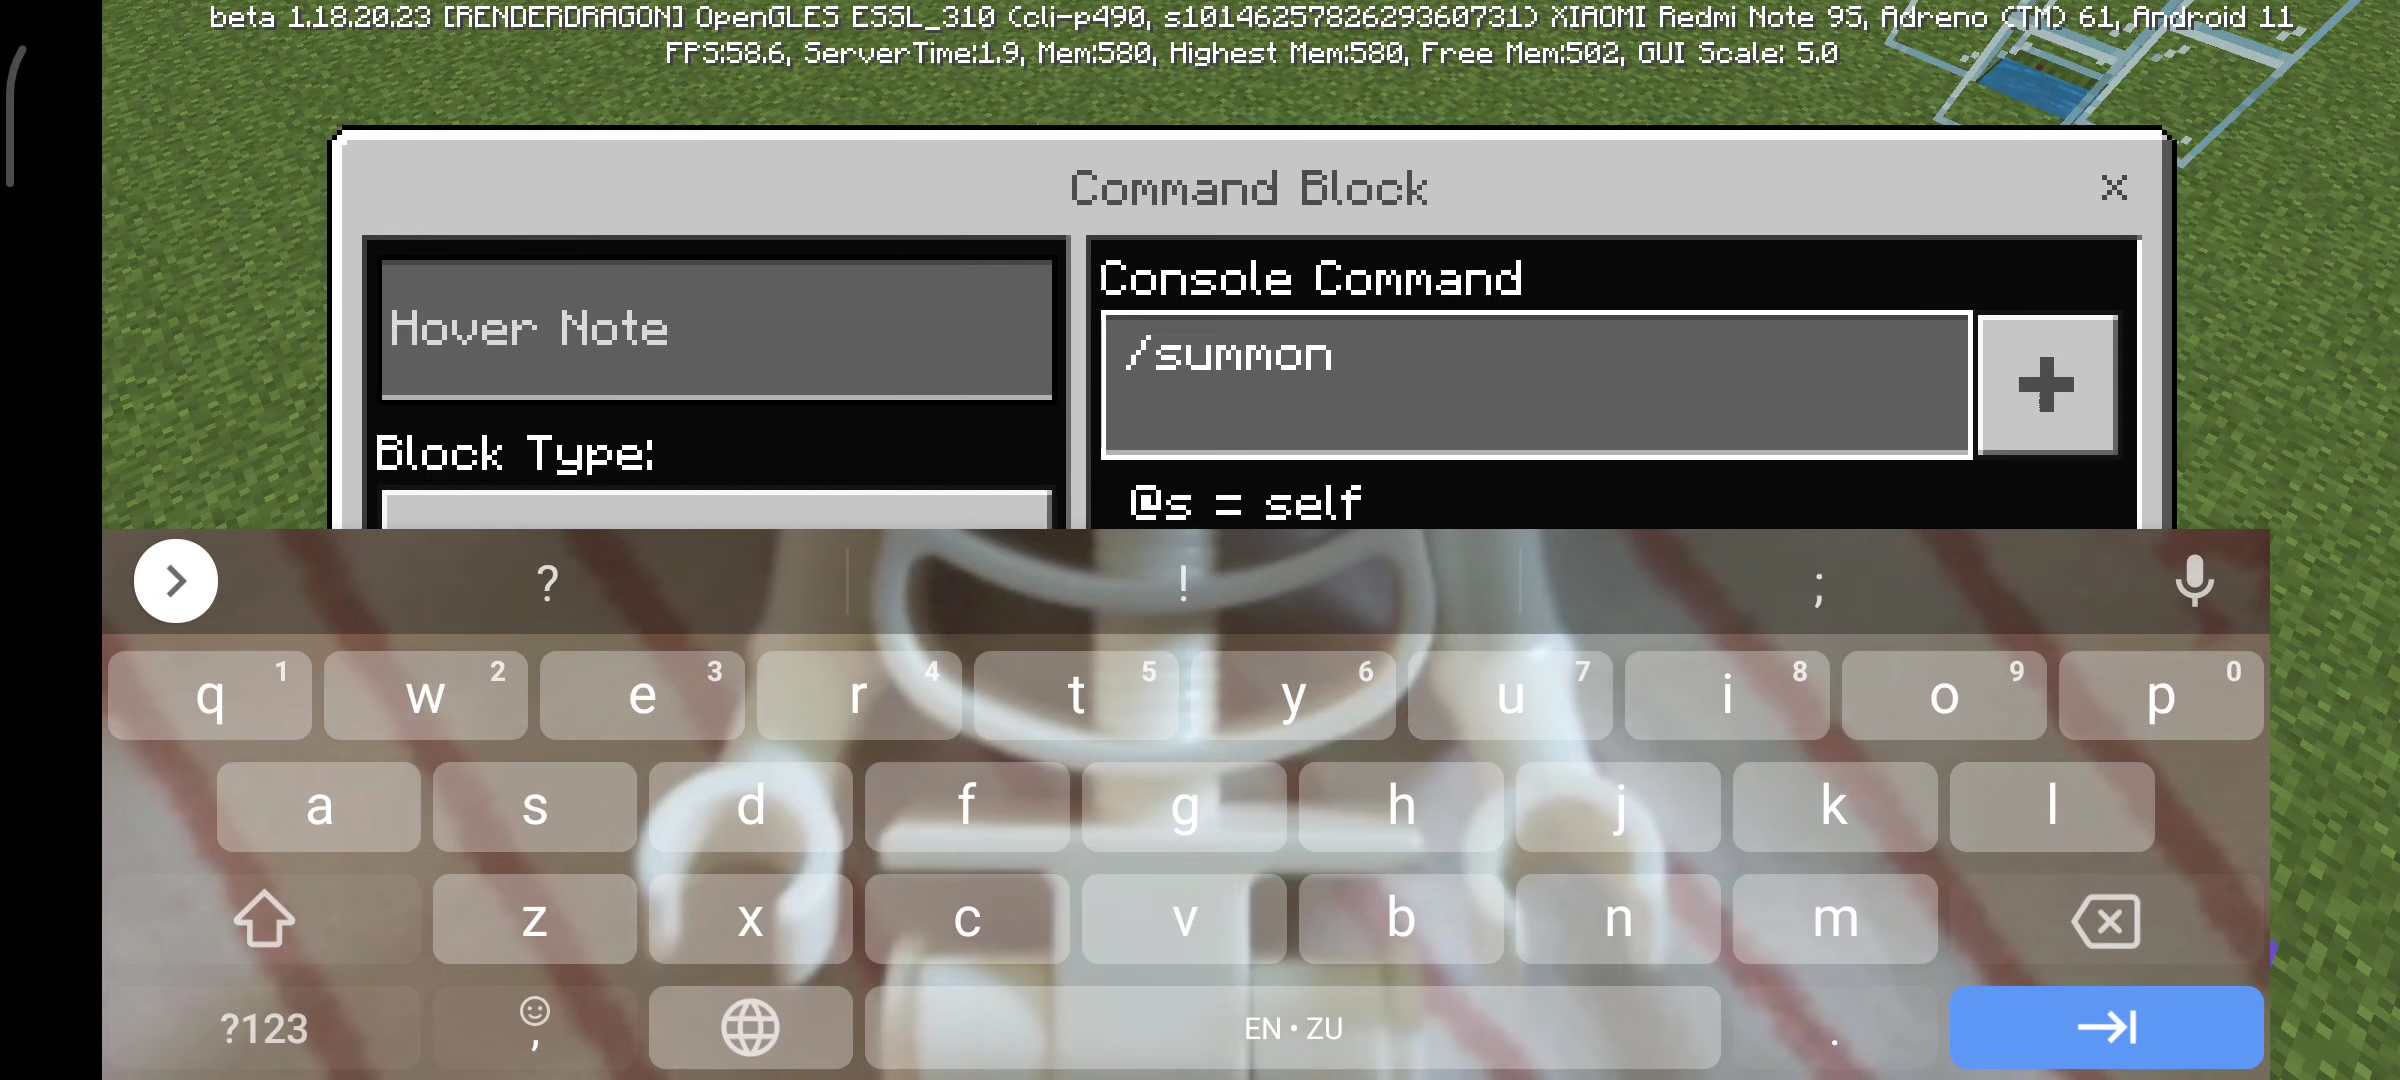 beta 1.18.20.23 [RENDERDRAGON] OpenGLES ESSL_310 (cli-p490, s1014625782629360731) XIAOMI Redmi Note 9S, Adreno (TM) 61, Android 11
FPS:58.6, ServerTime:1.9, Mem:580, Highest Mem:580, Free Mem:502, GUI Scale: 5.0
Command Block
Hover Note
Block Type:
Console Command
/summon
@s = self
? ! ;
q 1 w 2 e 3 r 4 t 5 y 6 u 7 i 8 o 9 p 0
a s d f g h j k l
z x c v b n m
?123 , EN • ZU .